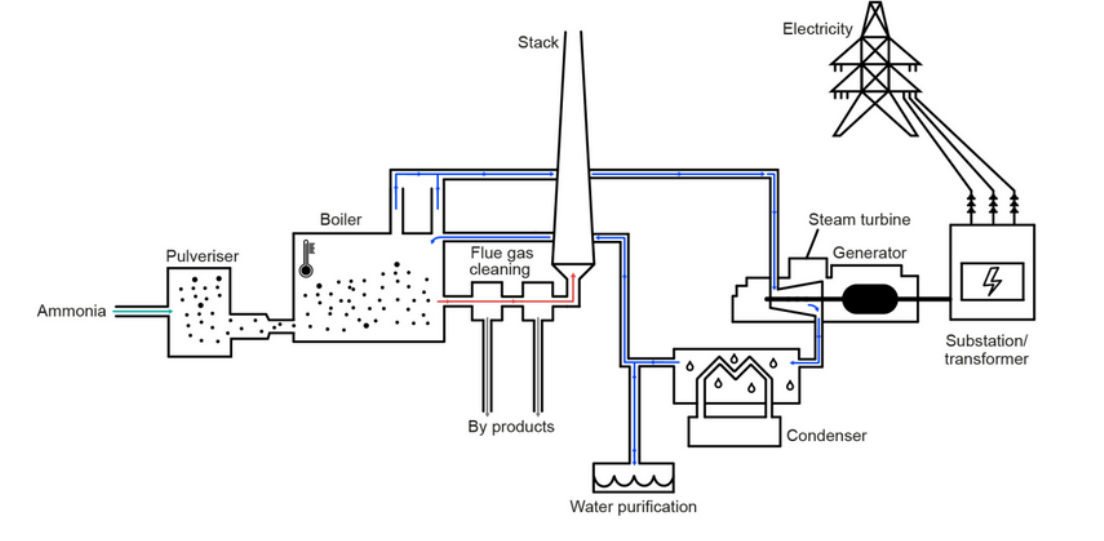 Electricity
Stack
Boiler
Steam turbine
Pulveriser
Flue gas
cleaning
Generator
Ammonia
Substation/
transformer
By products
Condenser
Water purification